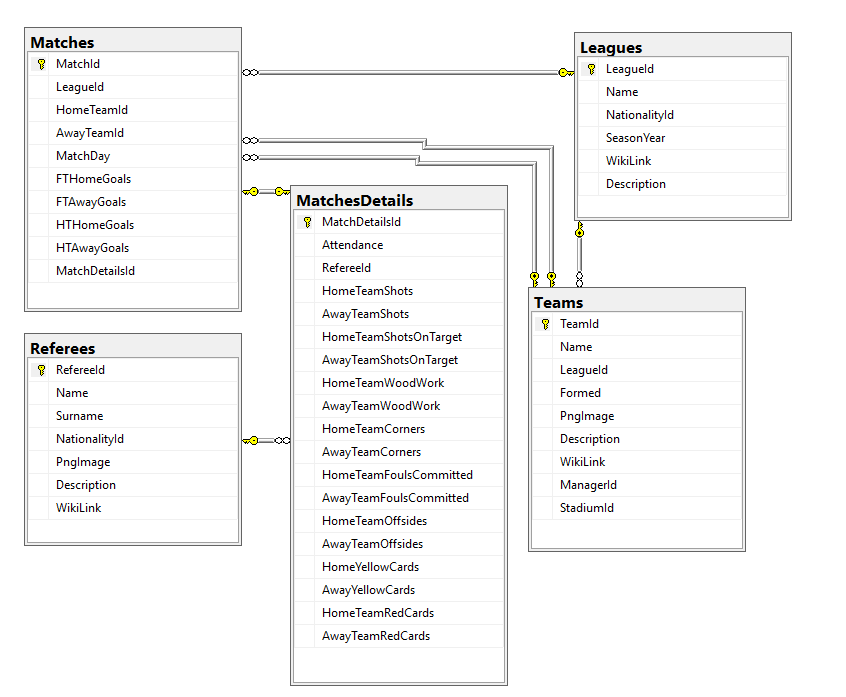 Matches
MatchId
LeagueId
HomeTeamId
AwayTeamId
MatchDay
FTHomeGoals
FTAwayGoals
HTHomeGoals
HTAwayGoals
MatchDetailsId
Leagues
LeagueId
Name
NationalityId
SeasonYear
WikiLink
Description
MatchesDetails
MatchDetailsId
Attendance
RefereeId
HomeTeamShots
AwayTeamShots
HomeTeamShotsOnTarget
AwayTeamShotsOnTarget
HomeTeamWoodWork
AwayTeamWoodWork
HomeTeamCorners
AwayTeamCorners
HomeTeamFoulsCommitted
AwayTeamFoulsCommitted
HomeTeamOffsides
AwayTeamOffsides
HomeYellowCards
AwayYellowCards
HomeTeamRedCards
AwayTeamRedCards
Teams
TeamId
Name
LeagueId
Formed
PngImage
Description
WikiLink
ManagerId
StadiumId
Referees
RefereeId
Name
Surname
NationalityId
PngImage
Description
WikiLink